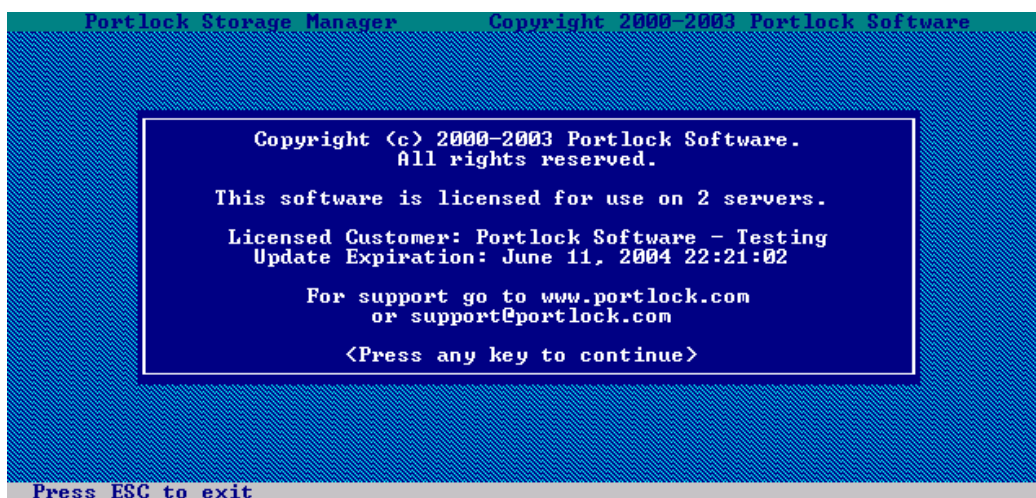 Portlock Storage Manager Copyright 2000-2003 Portlock Software
Copyright (c) 2000-2003 Portlock Software.
All rights reserved.
This software is licensed for use on 2 servers.
Licensed Customer: Portlock Software - Testing
Update Expiration: June 11, 2004 22:21:02
For support go to www.portlock.com
or support@portlock.com
<Press any key to continue>
Press ESC to exit